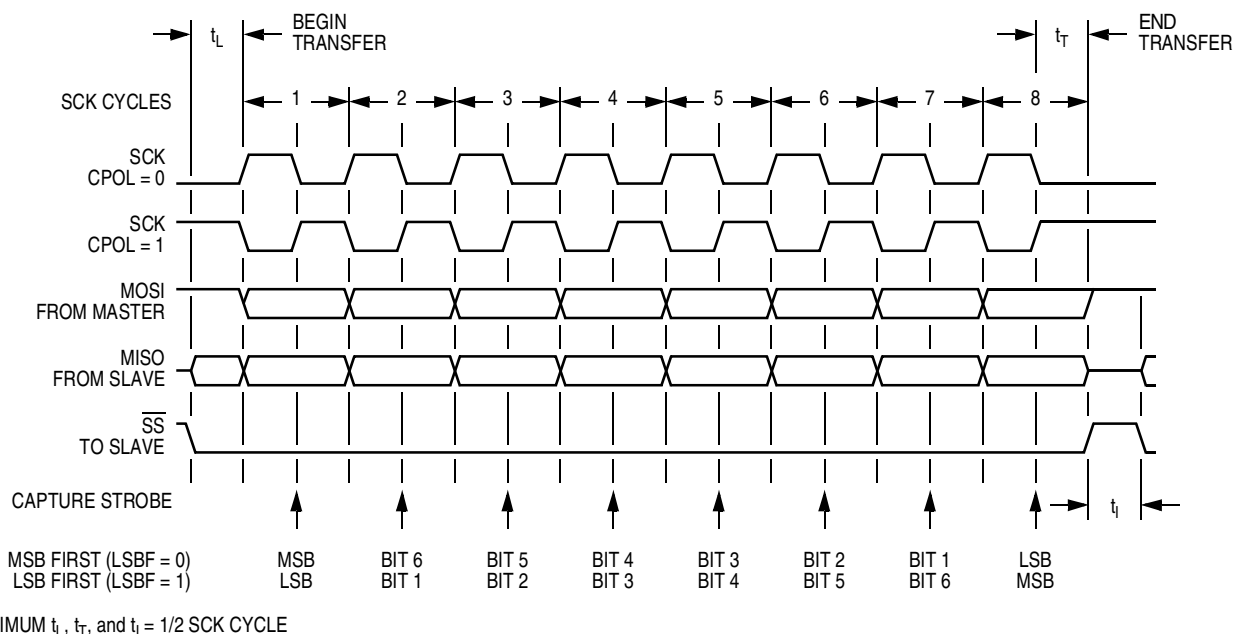 t_L
BEGIN
TRANSFER
t_T
END
TRANSFER
SCK CYCLES
1 2 3 4 5 6 7 8
SCK
CPOL = 0
SCK
CPOL = 1
MOSI
FROM MASTER
MISO
FROM SLAVE
SS
TO SLAVE
CAPTURE STROBE
t_I
MSB FIRST (LSBF = 0) MSB BIT 6 BIT 5 BIT 4 BIT 3 BIT 2 BIT 1 LSB
LSB FIRST (LSBF = 1) LSB BIT 1 BIT 2 BIT 3 BIT 4 BIT 5 BIT 6 MSB
IMUM t_L, t_T, and t_I = 1/2 SCK CYCLE